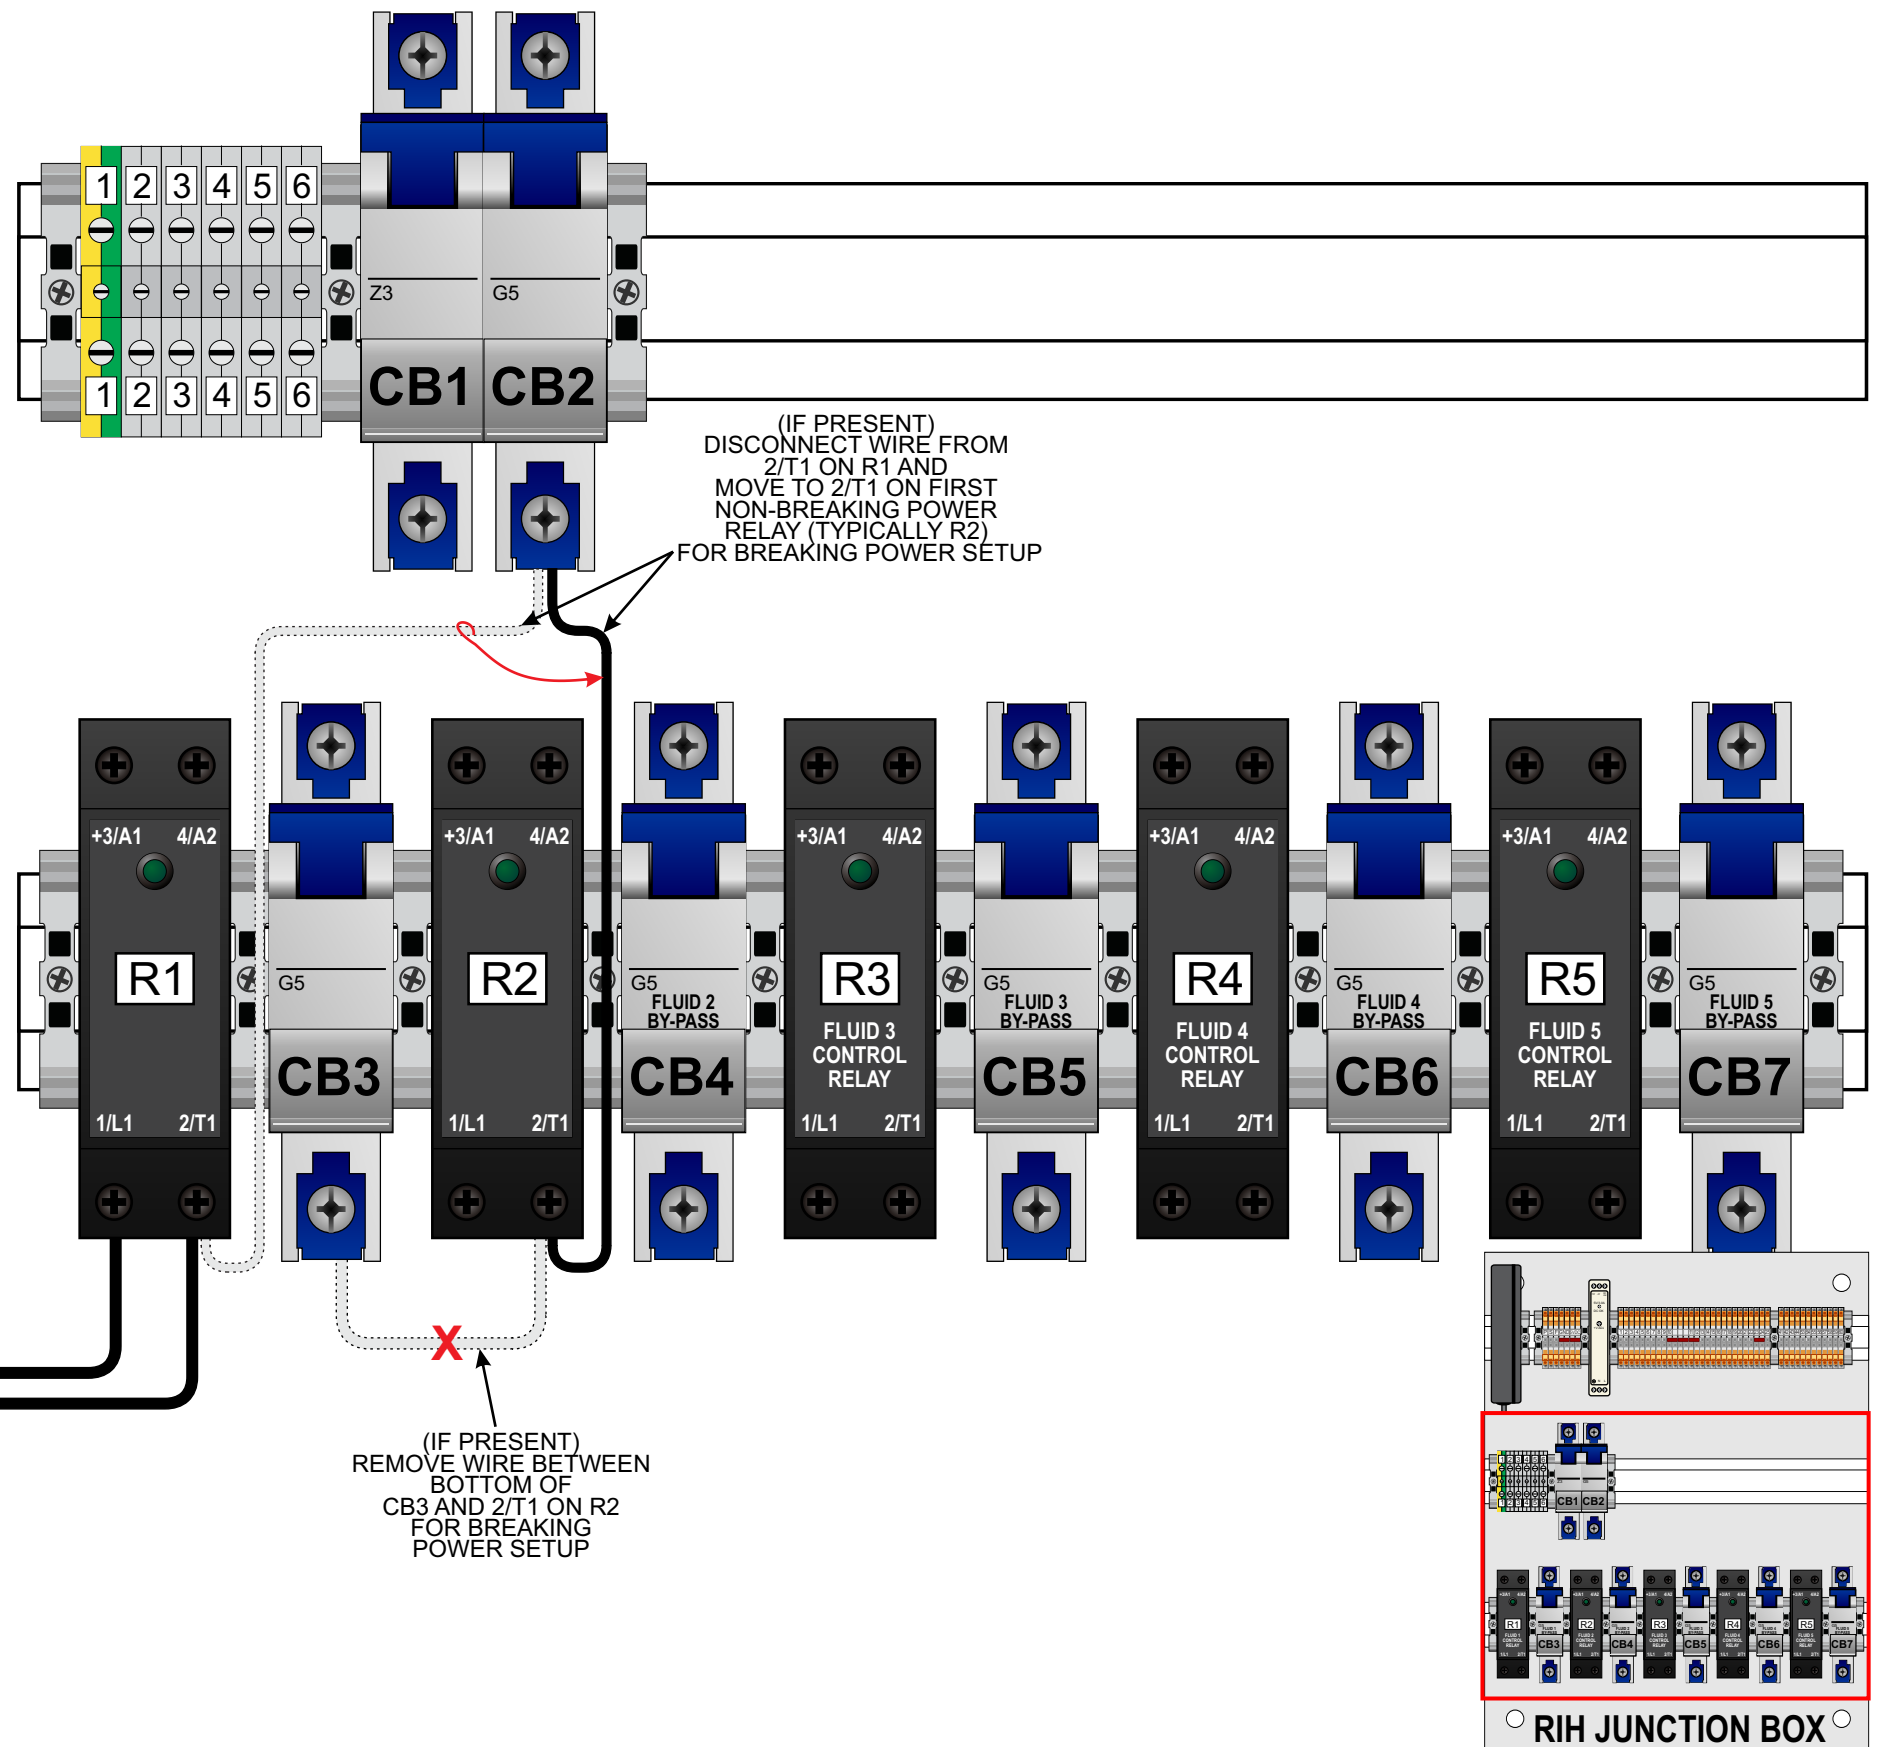 1 2 3 4 5 6
Z3
G5
1 2 3 4 5 6
CB1 CB2
(IF PRESENT)
DISCONNECT WIRE FROM
2/T1 ON R1 AND
MOVE TO 2/T1 ON FIRST
NON-BREAKING POWER
RELAY (TYPICALLY R2)
FOR BREAKING POWER SETUP
+3/A1 4/A2
R1
1/L1 2/T1
G5
CB3
+3/A1 4/A2
R2
1/L1 2/T1
G5
FLUID 2
BY-PASS
CB4
+3/A1 4/A2
R3
FLUID 3
CONTROL
RELAY
1/L1 2/T1
G5
FLUID 3
BY-PASS
CB5
+3/A1 4/A2
R4
FLUID 4
CONTROL
RELAY
1/L1 2/T1
G5
FLUID 4
BY-PASS
CB6
+3/A1 4/A2
R5
FLUID 5
CONTROL
RELAY
1/L1 2/T1
G5
FLUID 5
BY-PASS
CB7
X
(IF PRESENT)
REMOVE WIRE BETWEEN
BOTTOM OF
CB3 AND 2/T1 ON R2
FOR BREAKING
POWER SETUP
CB1 CB2
R1 CB3 R2 CB4 R3 CB5 R4 CB6 R5 CB7
RIH JUNCTION BOX